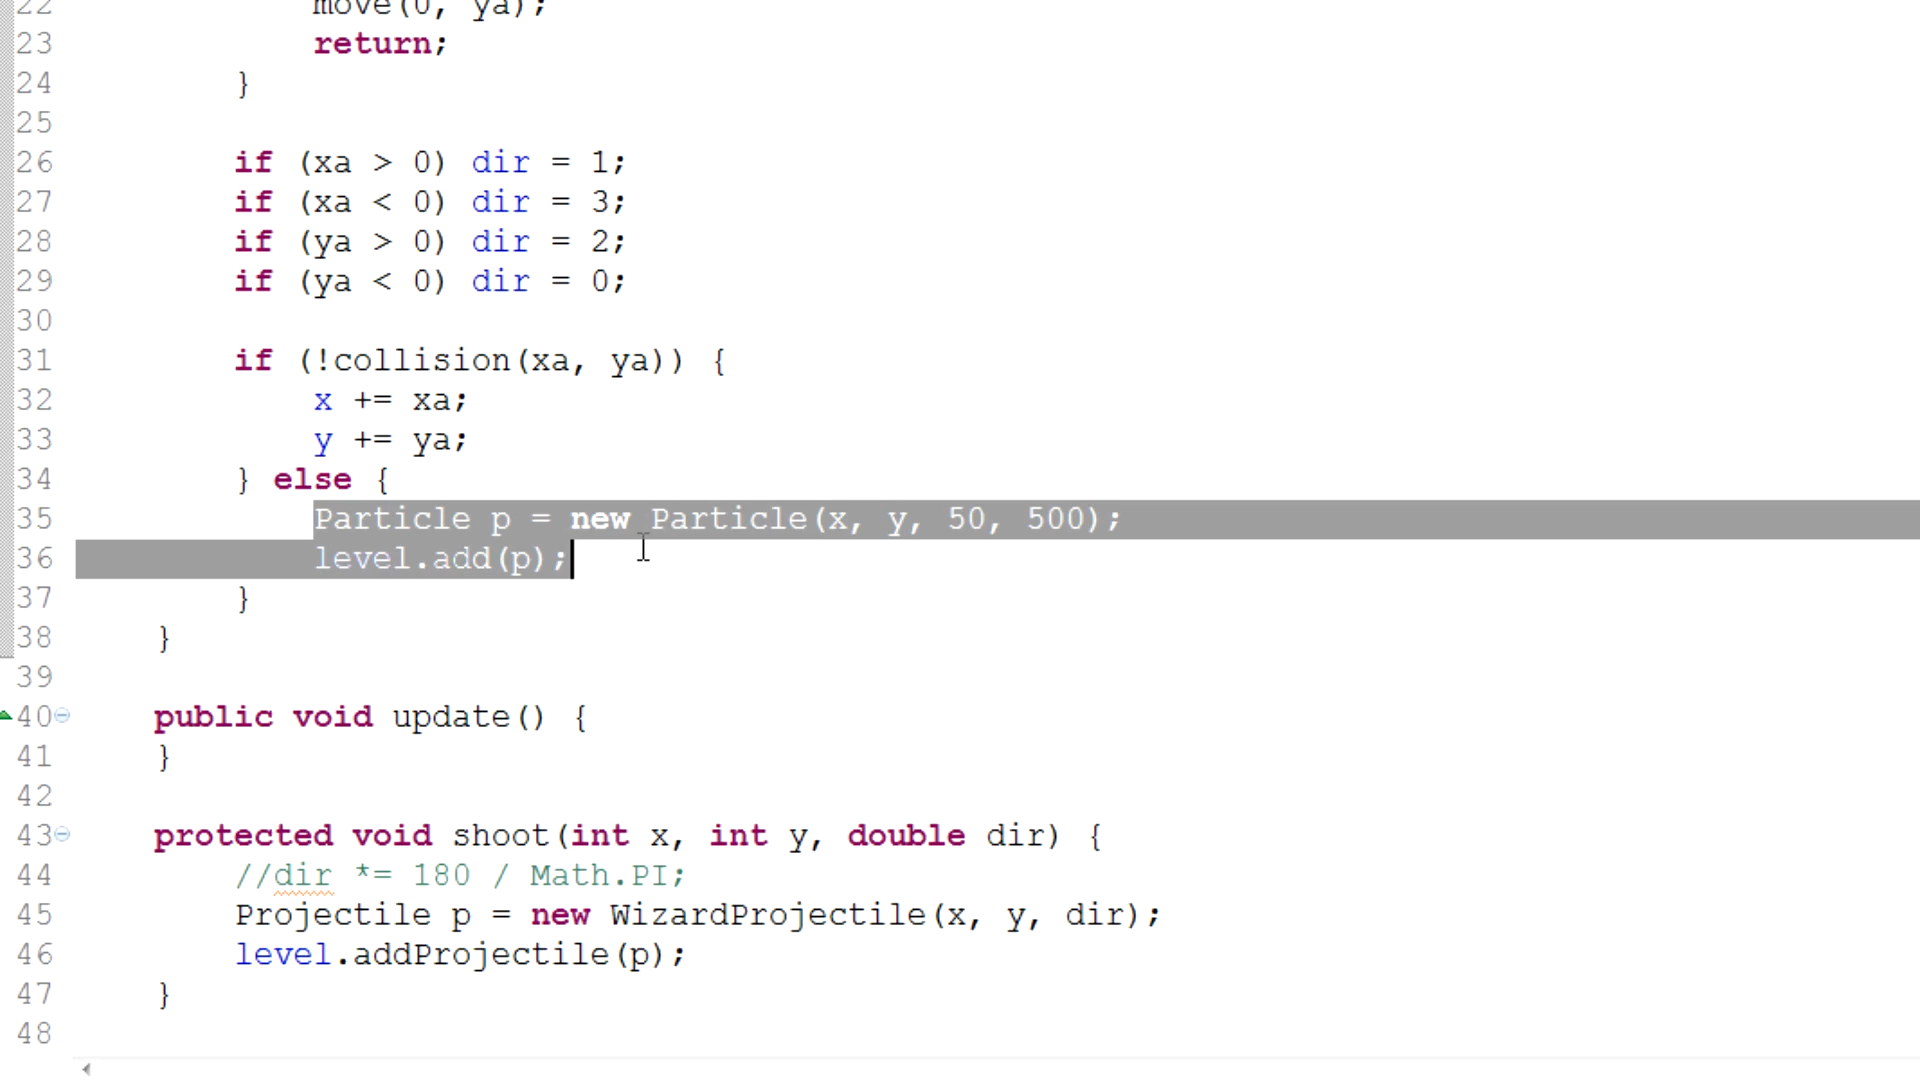 22 move(0, ya);
23 return;
24 }
25
26 if (xa > 0) dir = 1;
27 if (xa < 0) dir = 3;
28 if (ya > 0) dir = 2;
29 if (ya < 0) dir = 0;
30
31 if (!collision(xa, ya)) {
32 x += xa;
33 y += ya;
34 } else {
35 Particle p = new Particle(x, y, 50, 500);
36 level.add(p);
37 }
38 }
39
40 public void update() {
41 }
42
43 protected void shoot(int x, int y, double dir) {
44 //dir *= 180 / Math.PI;
45 Projectile p = new WizardProjectile(x, y, dir);
46 level.addProjectile(p);
47 }
48